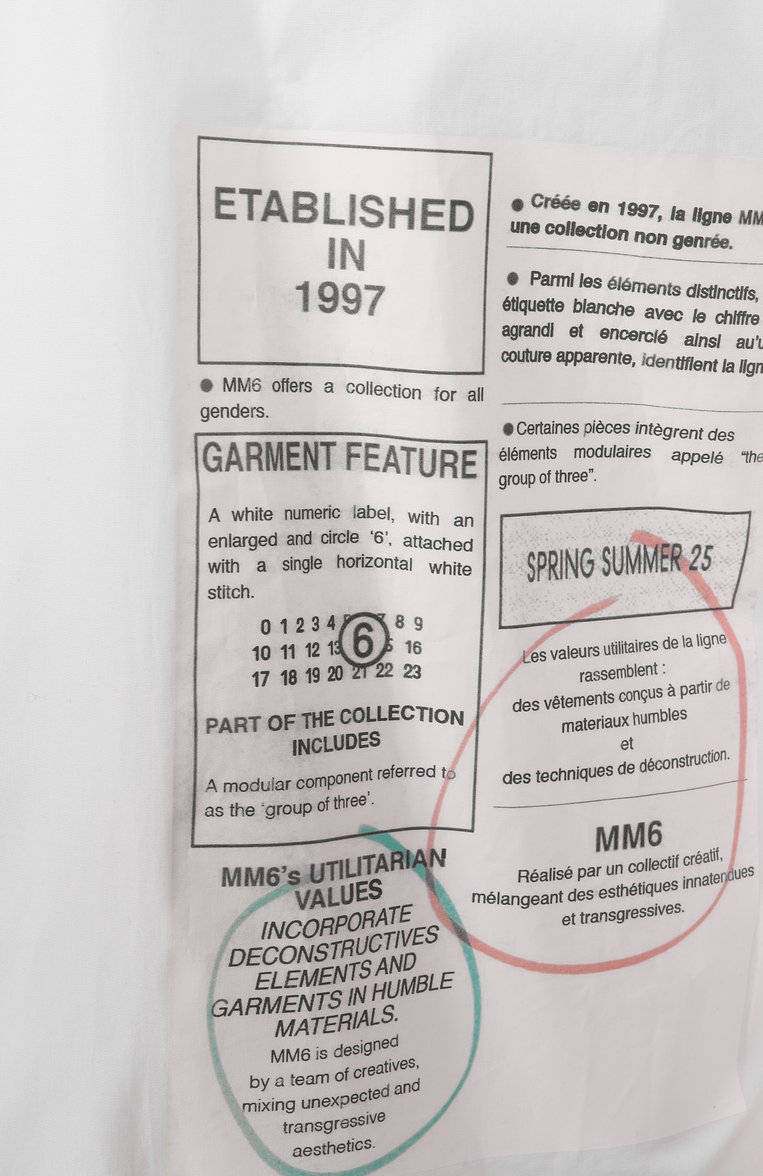 ETABLISHED
IN
1997
● MM6 offers a collection for all
genders.
GARMENT FEATURE
A white numeric label, with an
enlarged and circle ‘6’, attached
with a single horizontal white
stitch.
0 1 2 3 4 6 8 9
10 11 12 16
17 18 19 20 21 22 23
PART OF THE COLLECTION
INCLUDES
A modular component referred to
as the ‘group of three’.
MM6’s UTILITARIAN
VALUES
INCORPORATE
DECONSTRUCTIVES
ELEMENTS AND
GARMENTS IN HUMBLE
MATERIALS.
MM6 is designed
by a team of creatives,
mixing unexpected and
transgressive
aesthetics.
● Créée en 1997, la ligne MM
une collection non genrée.
● Parmi les éléments distinctifs,
étiquette blanche avec le chiffre
agrandi et encerclé ainsi
couture apparente, identifient la
● Certaines pièces intègrent des
éléments modulaires appelé “the
group of three”.
SPRING SUMMER 25
Les valeurs utilitaires de la ligne
rassemblent :
des vêtements conçus à partir de
materiaux humbles
et
des techniques de déconstruction.
MM6
Réalisé par un collectif créatif,
mélangeant des esthétiques innatendues
et transgressives.